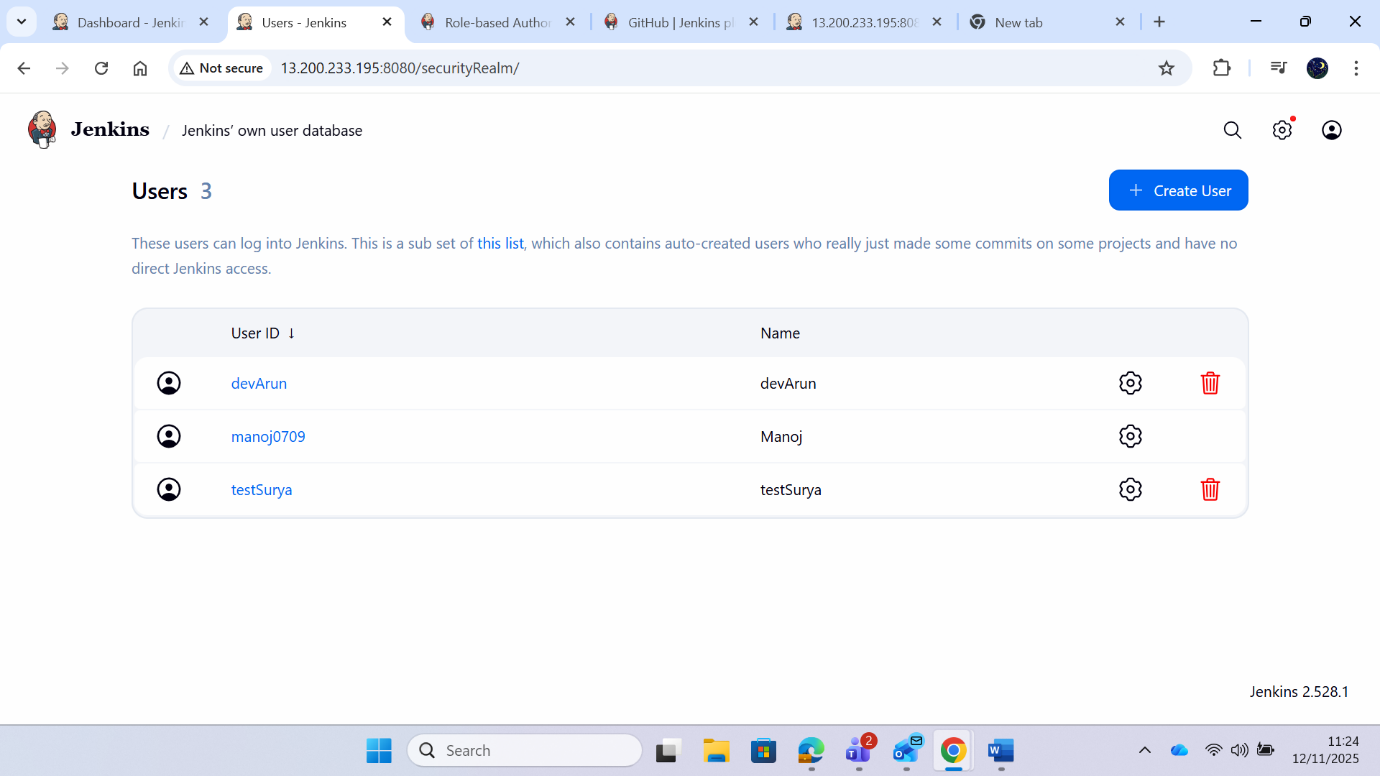 Dashboard - Jenkin
Users - Jenkins
Role-based Author
GitHub | Jenkins pl
13.200.233.195:808
New tab
Not secure
13.200.233.195:8080/securityRealm/
Jenkins / Jenkins’ own user database
Users 3
+ Create User
These users can log into Jenkins. This is a sub set of this list, which also contains auto-created users who really just made some commits on some projects and have no
direct Jenkins access.
User ID ↓ Name
devArun devArun
manoj0709 Manoj
testSurya testSurya
Jenkins 2.528.1
Search
2
11:24
12/11/2025